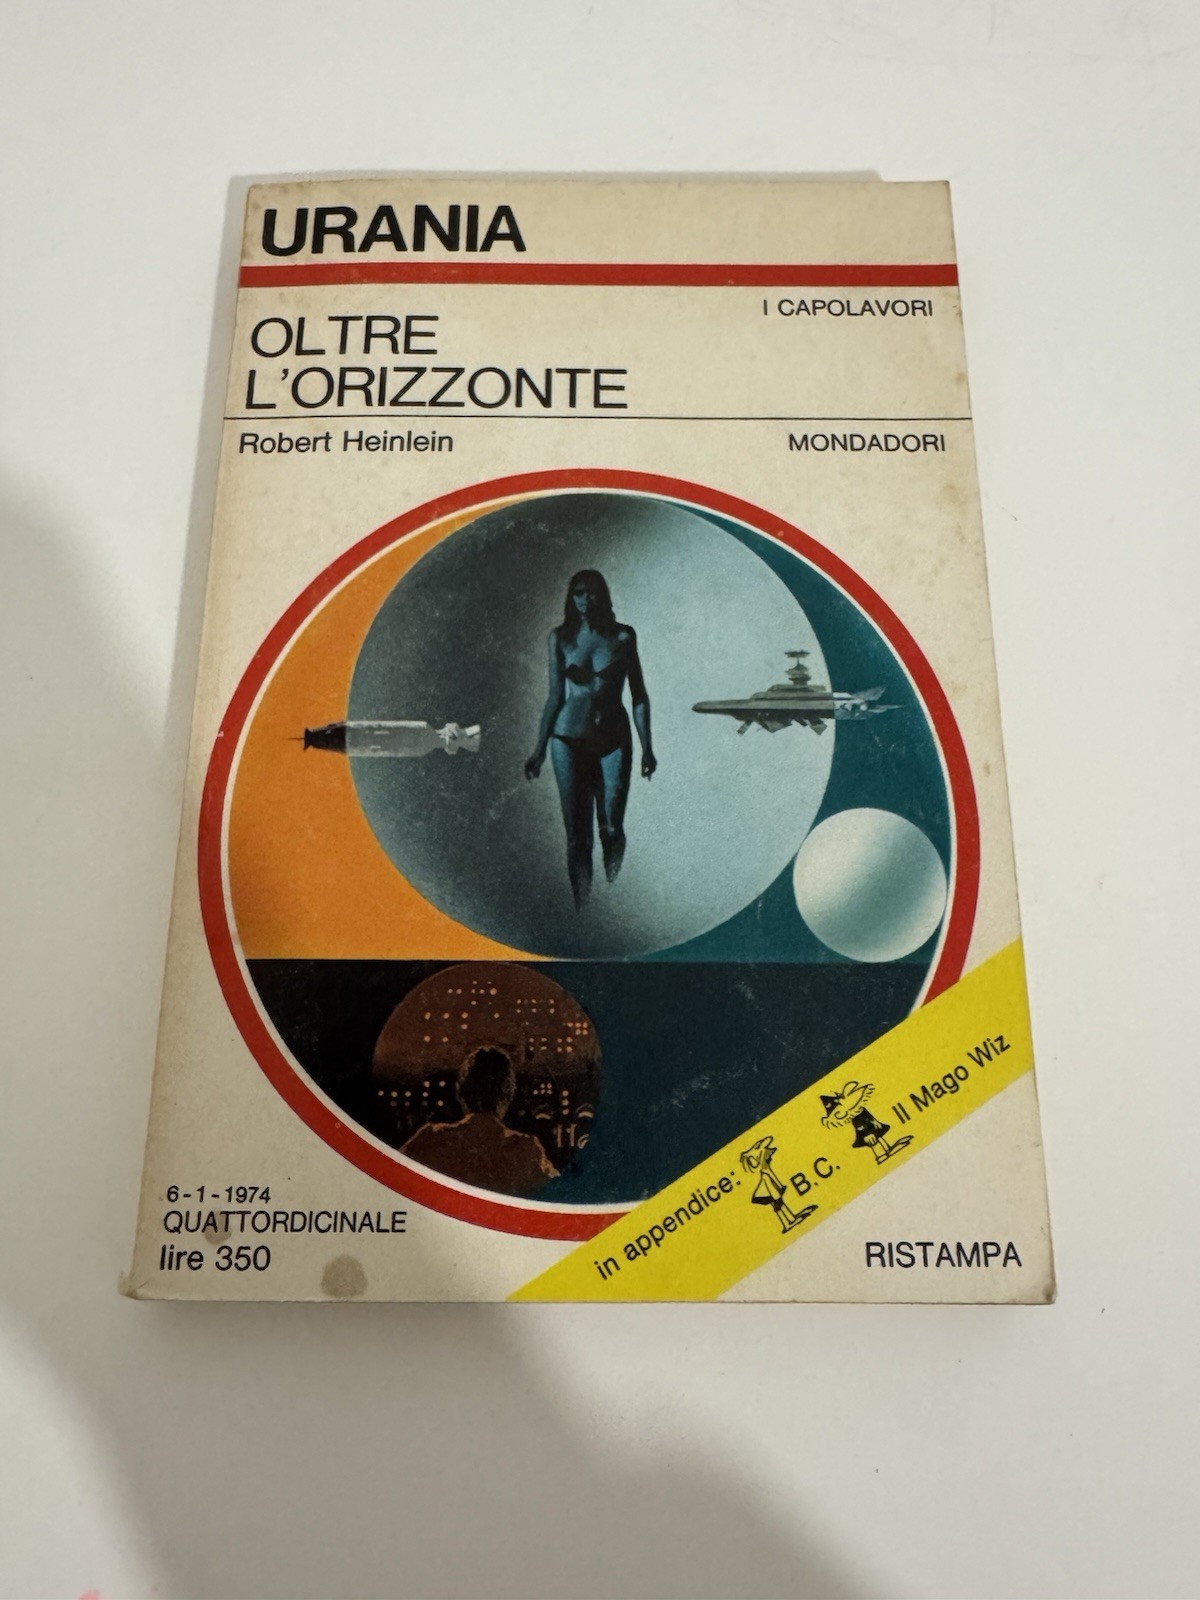 URANIA
I CAPOLAVORI
OLTRE
L'ORIZZONTE
Robert Heinlein
MONDADORI
in appendice: B.C. Il Mago Wiz
6-1-1974
QUATTORDICINALE
lire 350
RISTAMPA